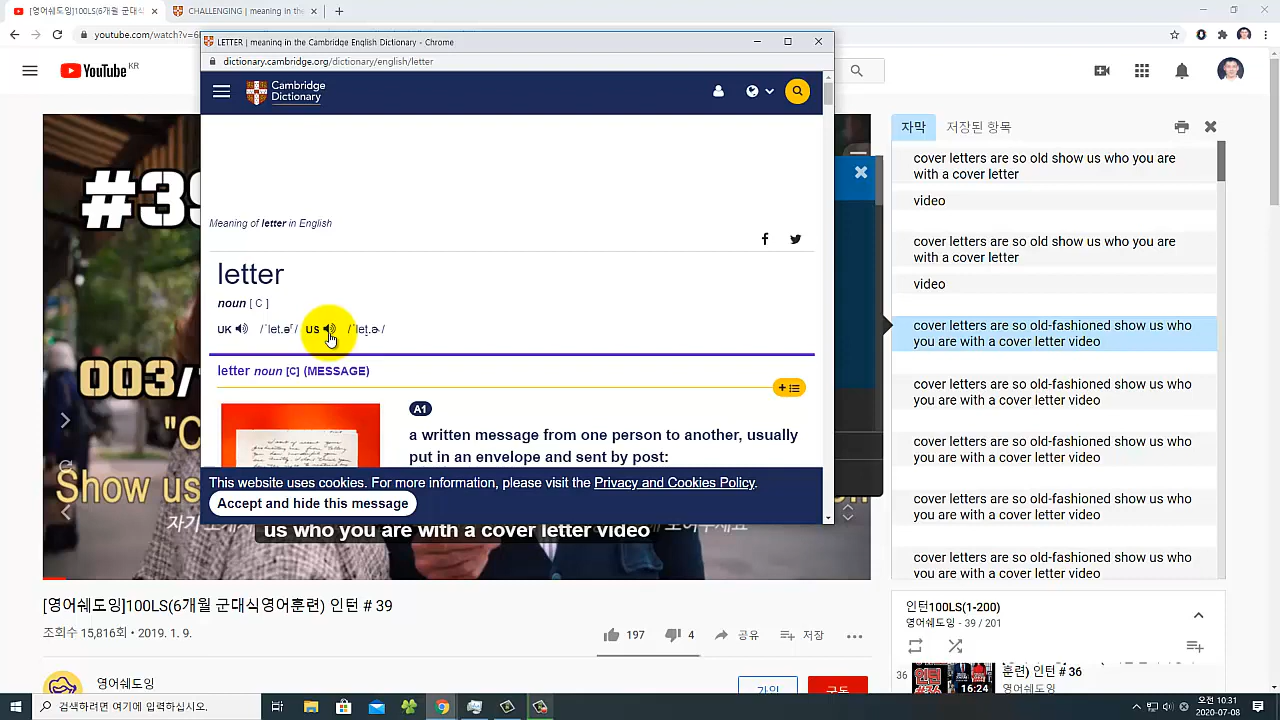 [영어쉐도잉]100LS(6개월 군대식
CHALLENGING | meaning in the
youtube.com/watch?v=6
LETTER | meaning in the Cambridge English Dictionary - Chrome
dictionary.cambridge.org/dictionary/english/letter
YouTube KR
Cambridge
Dictionary
Meaning of letter in English
letter
noun [ C ]
UK /ˈlet.əʳ/ US /ˈlet̬.ɚ/
letter noun [C] (MESSAGE)
A1
a written message from one person to another, usually
put in an envelope and sent by post:
This website uses cookies. For more information, please visit the Privacy and Cookies Policy.
Accept and hide this message
#39
003/
"C
Show us
us who you are with a cover letter video
자막
저장된 항목
cover letters are so old show us who you are
with a cover letter
video
cover letters are so old show us who you are
with a cover letter
video
cover letters are so old-fashioned show us who
you are with a cover letter video
cover letters are so old-fashioned show us who
you are with a cover letter video
cover letters are so old-fashioned show us who
you are with a cover letter video
cover letters are so old-fashioned show us who
you are with a cover letter video
cover letters are so old-fashioned show us who
you are with a cover letter video
[영어쉐도잉]100LS(6개월 군대식영어훈련) 인턴 # 39
조회수 15,816회 • 2019. 1. 9.
197
4
공유
저장
영어쉐도잉
가입
구독
인턴100LS(1-200)
영어쉐도잉 - 39 / 201
36
16:24
훈련) 인턴 # 36
영어쉐도잉
검색하려면 여기에 입력하십시오.
오전 10:31
2020-07-08